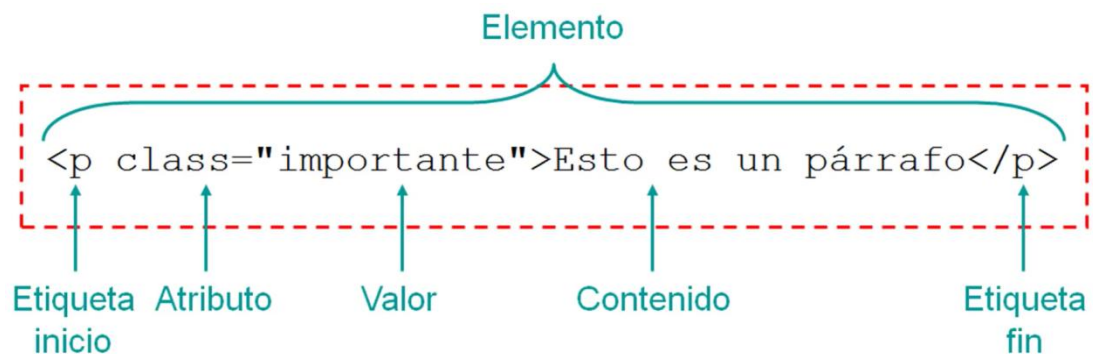 Elemento
<p class="importante">Esto es un párrafo</p>
Etiqueta inicio
Atributo
Valor
Contenido
Etiqueta fin